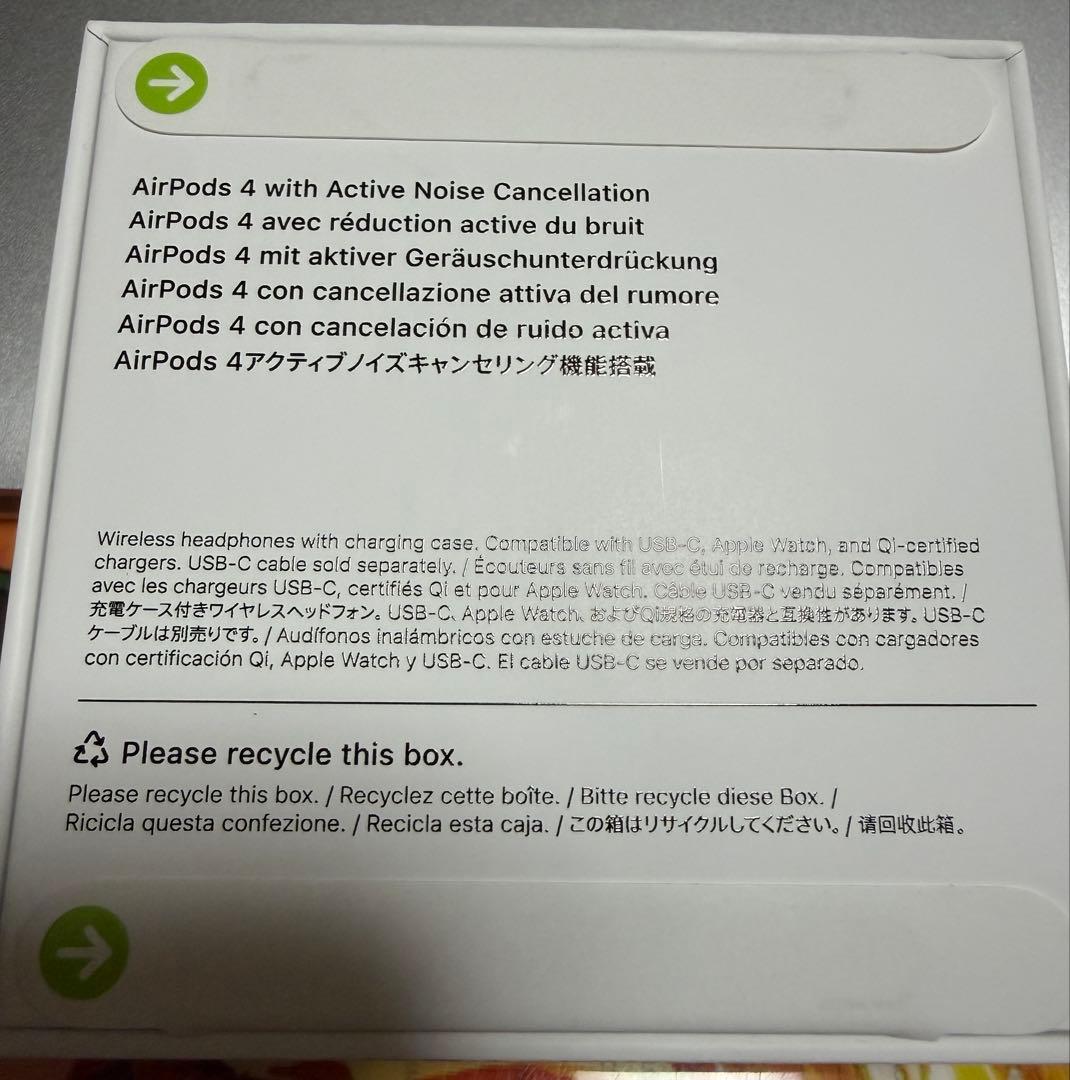 AirPods 4 with Active Noise Cancellation
AirPods 4 avec réduction active du bruit
AirPods 4 mit aktiver Geräuschunterdrückung
AirPods 4 con cancellazione attiva del rumore
AirPods 4 con cancelación de ruido activa
AirPods 4アクティブノイズキャンセリング機能搭載
Wireless headphones with charging case. Compatible with USB-C, Apple Watch, and Qi-certified
chargers. USB-C cable sold separately. / Écouteurs sans fil avec étui de recharge. Compatibles
avec les chargeurs USB-C, certifiés Qi et pour Apple Watch. Câble USB-C vendu séparément. /
充電ケース付きワイヤレスヘッドフォン。USB-C、Apple Watch、およびQi規格の充電器と互換性があります。USB-C
ケーブルは別売りです。/ Audífonos inalámbricos con estuche de carga. Compatibles con cargadores
con certificación Qi, Apple Watch y USB-C. El cable USB-C se vende por separado.
Please recycle this box.
Please recycle this box. / Recyclez cette boîte. / Bitte recycle diese Box. /
Ricicla questa confezione. / Recicla esta caja. / この箱はリサイクルしてください。/ 请回收此箱。